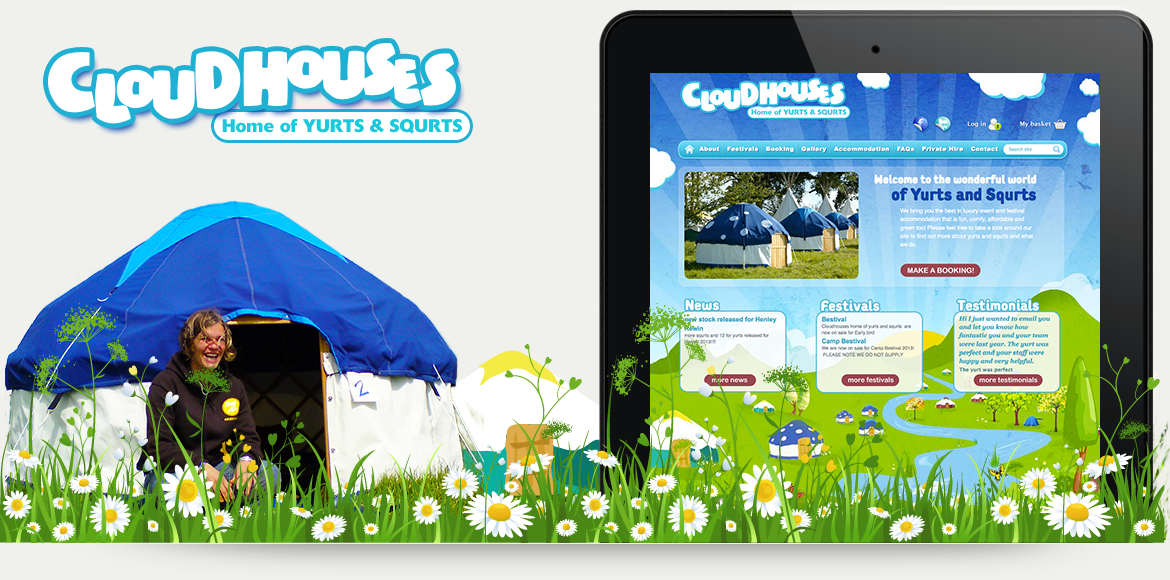 CLOUDHOUSES
Home of YURTS & SQURTS
2
CLOUDHOUSES
Home of YURTS & SQURTS
Log in
My basket
About Festivals Booking Gallery Accommodation FAQs Private Hire Contact Search site
Welcome to the wonderful world
of Yurts and Squrts
We bring you the best in luxury event and festival
accommodation that is fun, comfy, affordable and
green too! Please feel free to take a look around our
site to find out more about yurts and squrts and what
we do.
MAKE A BOOKING!
News
new stock released for Henley
more squrts and 12 for yurts released for
2013!!!
more news
Festivals
Bestival
Cloudhouses home of yurts and squrts are
now on sale for Early bird
Camp Bestival
We are now on sale for Camp Bestival 2013!
PLEASE NOTE WE DO NOT SUPPLY
more festivals
Testimonials
Hi I just wanted to email you
and let you know how
fantastic you and your team
were last year. The yurt was
perfect and your staff were
happy and very helpful.
The yurt was perfect
more testimonials